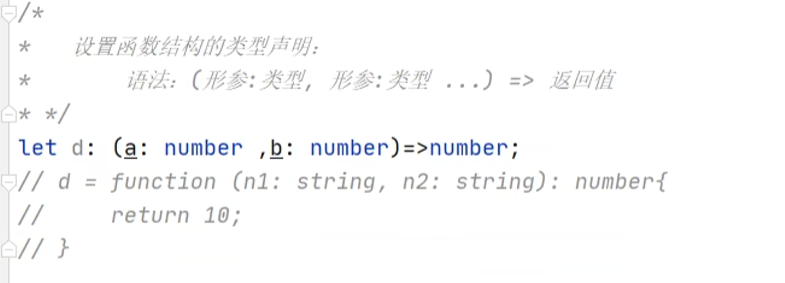 /*
*   设置函数结构的类型声明：
*       语法：(形参:类型, 形参:类型 ...) => 返回值
* */
let d: (a: number ,b: number)=>number;
// d = function (n1: string, n2: string): number{
//     return 10;
// }